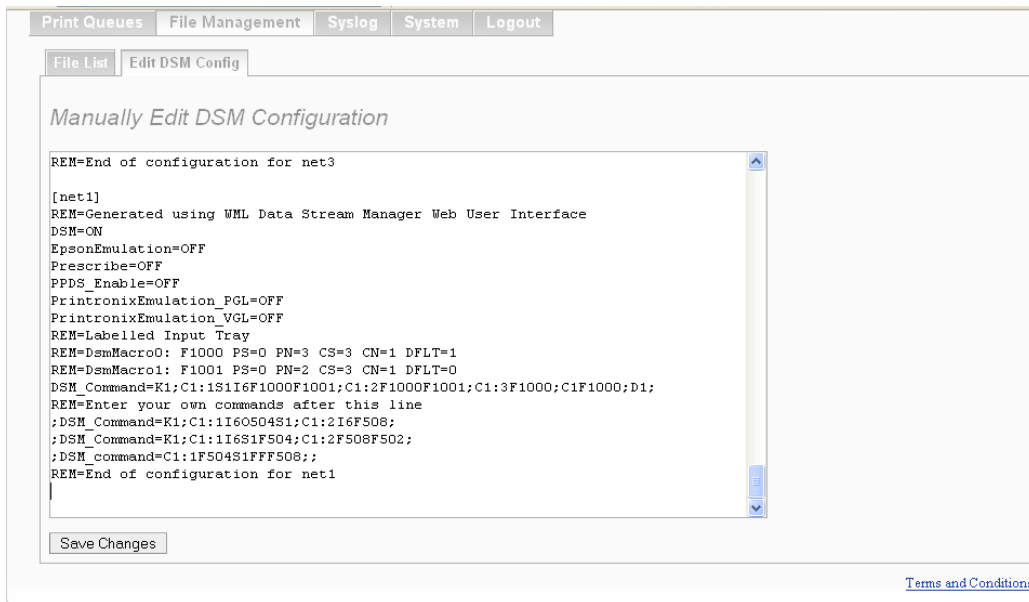 Print Queues File Management Syslog System Logout
File List Edit DSM Config
Manually Edit DSM Configuration
REM=End of configuration for net3
[net1]
REM=Generated using WML Data Stream Manager Web User Interface
DSM=ON
EpsonEmulation=OFF
Prescribe=OFF
PPDS_Enable=OFF
PrintronixEmulation_PGL=OFF
PrintronixEmulation_VGL=OFF
REM=Labelled Input Tray
REM=DsmMacro0: F1000 PS=0 PN=3 CS=3 CN=1 DFLT=1
REM=DsmMacro1: F1001 PS=0 PN=2 CS=3 CN=1 DFLT=0
DSM_Command=K1;C1:1S1I6F1000F1001;C1:2F1000F1001;C1:3F1000;C1F1000;D1;
REM=Enter your own commands after this line
;DSM_Command=K1;C1:1I6O504S1;C1:2I6F508;
;DSM_Command=K1;C1:1I6S1F504;C1:2F508F502;
;DSM_command=C1:1F504S1FFF508;;
REM=End of configuration for net1
Save Changes
Terms and Conditions